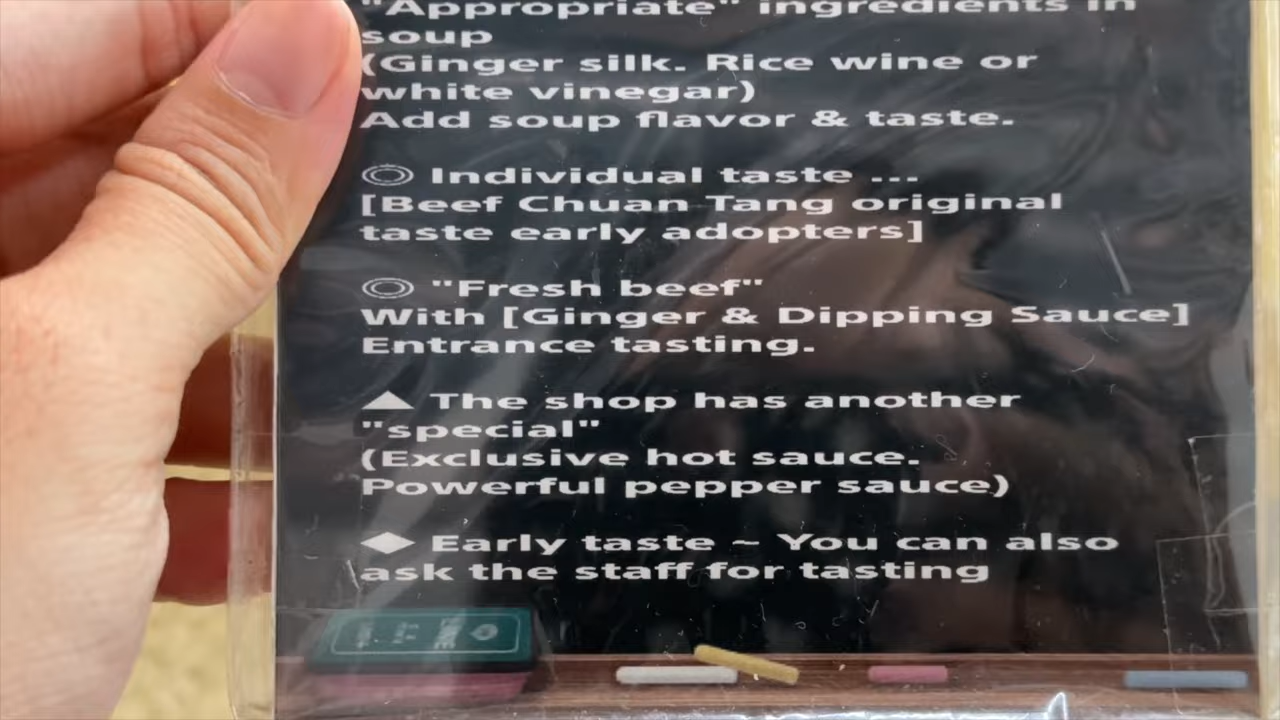 "Appropriate" ingredients in
soup
(Ginger silk. Rice wine or
white vinegar)
Add soup flavor & taste.
◎ Individual taste ...
[Beef Chuan Tang original
taste early adopters]
◎ "Fresh beef"
With [Ginger & Dipping Sauce]
Entrance tasting.
▲ The shop has another
"special"
(Exclusive hot sauce.
Powerful pepper sauce)
◆ Early taste ~ You can also
ask the staff for tasting